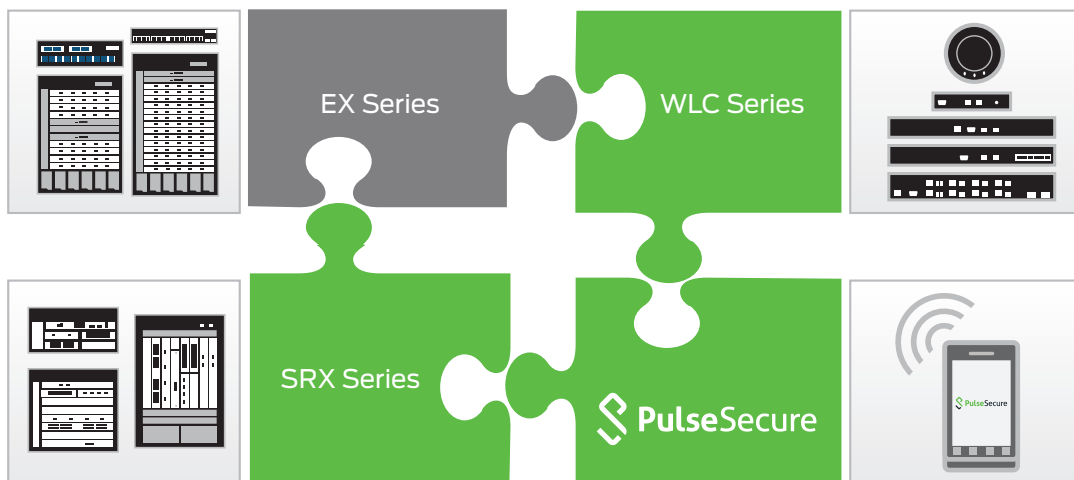 EX Series
WLC Series
SRX Series
PulseSecure
PulseSecure